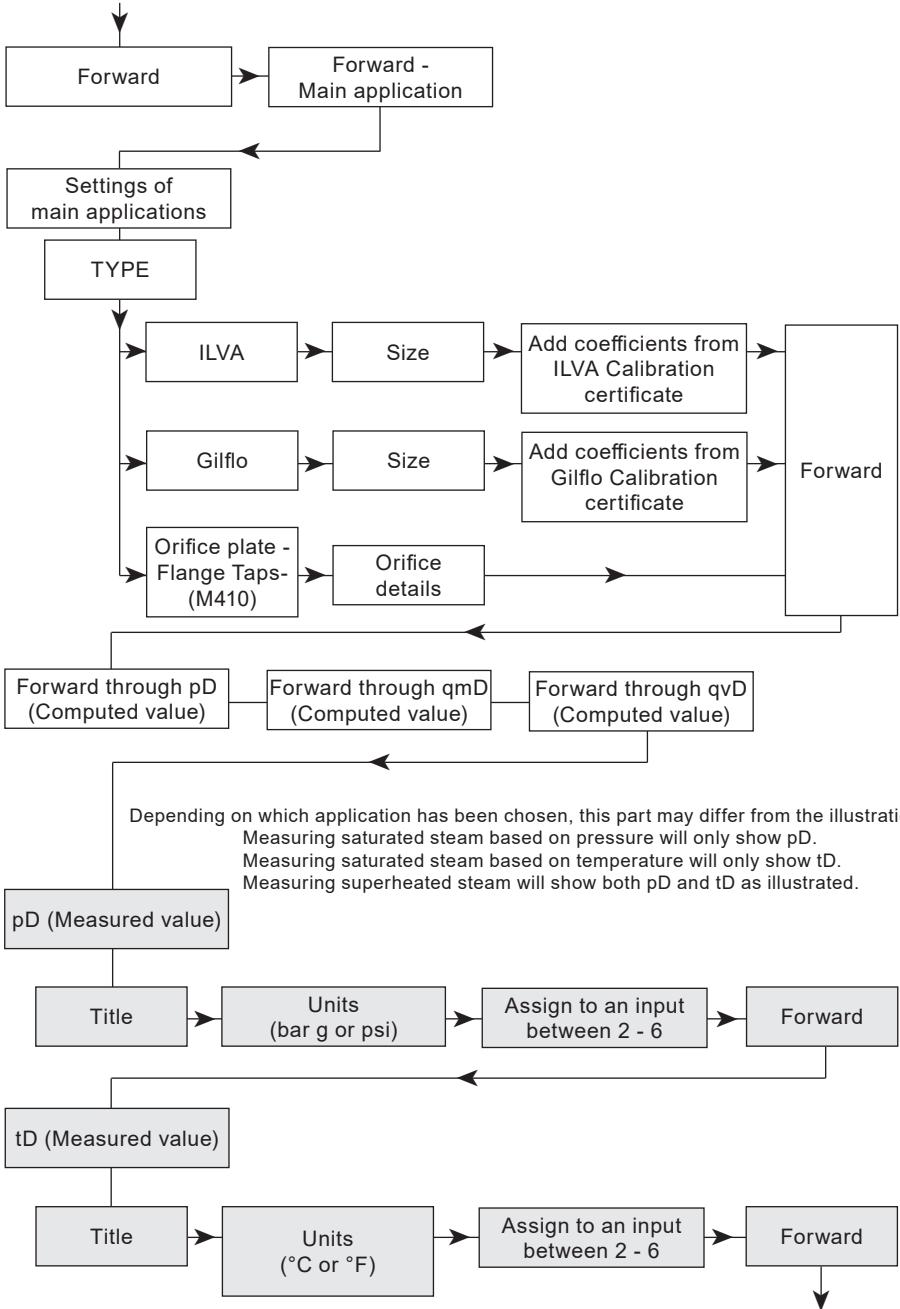 Forward
Forward -
Main application
Settings of
main applications
TYPE
ILVA
Size
Add coefficients from
ILVA Calibration
certificate
Forward
Gilflo
Size
Add coefficients from
Gilflo Calibration
certificate
Orifice plate -
Flange Taps-
(M410)
Orifice
details
Forward through pD
(Computed value)
Forward through qmD
(Computed value)
Forward through qvD
(Computed value)
Depending on which application has been chosen, this part may differ from the illustrati
Measuring saturated steam based on pressure will only show pD.
Measuring saturated steam based on temperature will only show tD.
Measuring superheated steam will show both pD and tD as illustrated.
pD (Measured value)
Title
Units
(bar g or psi)
Assign to an input
between 2 - 6
Forward
tD (Measured value)
Title
Units
(°C or °F)
Assign to an input
between 2 - 6
Forward